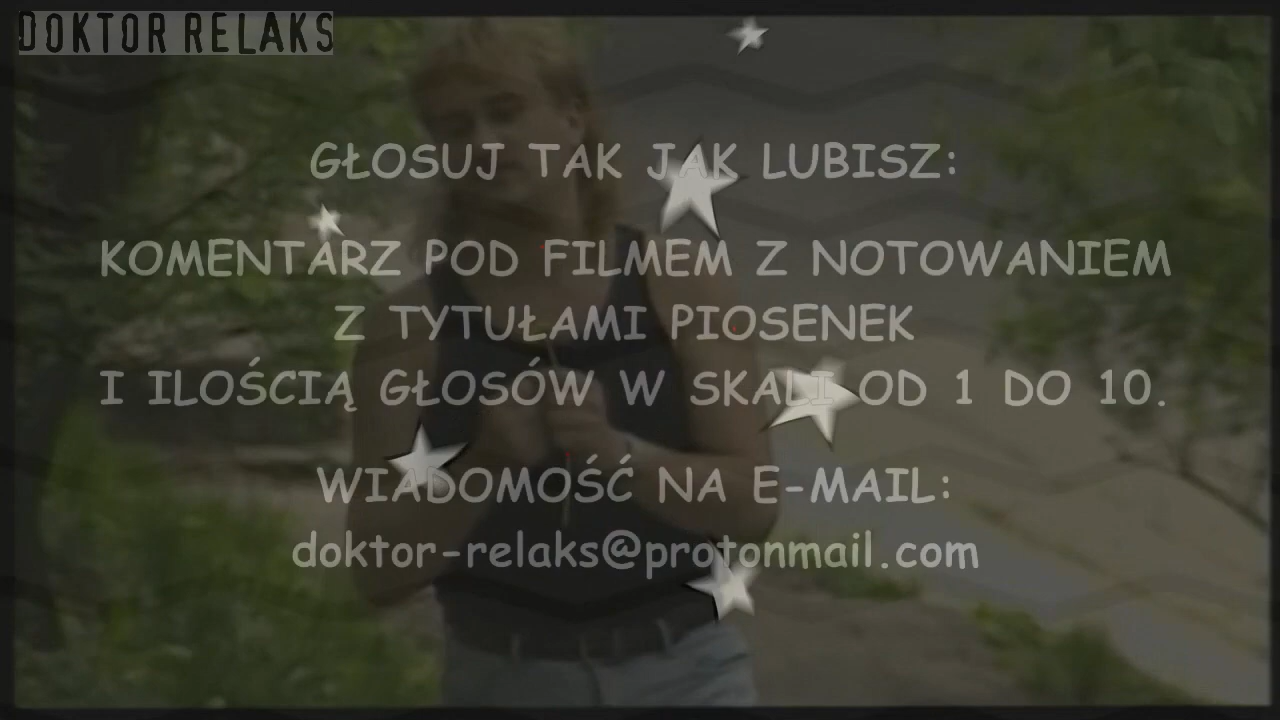 DOKTOR RELAKS
GŁOSUJ TAK JAK LUBISZ:
KOMENTARZ POD FILMEM Z NOTOWANIEM
Z TYTUŁAMI PIOSENEK
I ILOŚCIĄ GŁOSÓW W SKALI OD 1 DO 10.
WIADOMOŚĆ NA E-MAIL:
doktor-relaks@protonmail.com